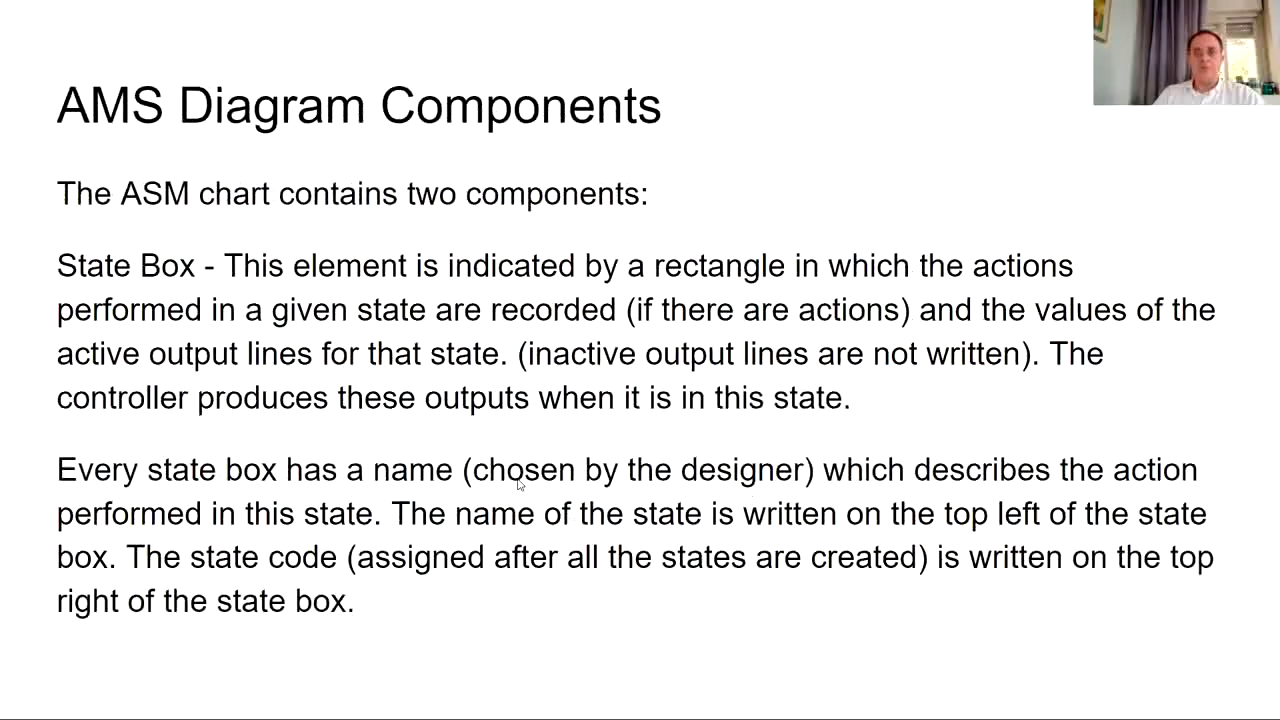 AMS Diagram Components
The ASM chart contains two components:
State Box - This element is indicated by a rectangle in which the actions
performed in a given state are recorded (if there are actions) and the values of the
active output lines for that state. (inactive output lines are not written). The
controller produces these outputs when it is in this state.
Every state box has a name (chosen by the designer) which describes the action
performed in this state. The name of the state is written on the top left of the state
box. The state code (assigned after all the states are created) is written on the top
right of the state box.